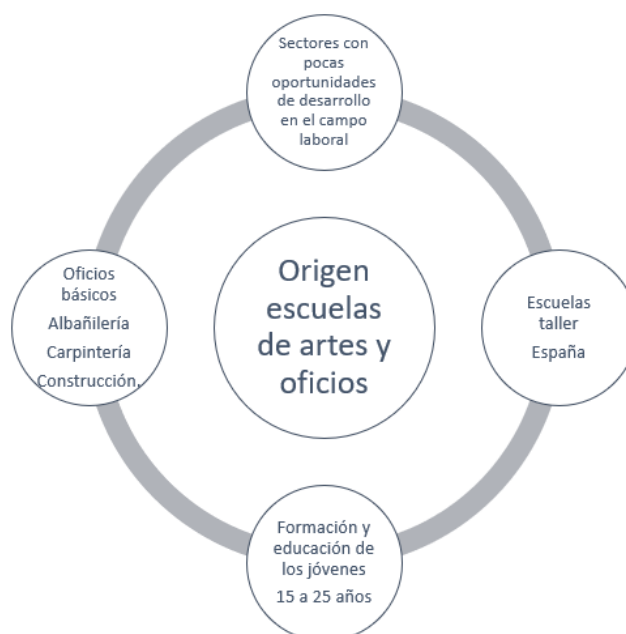 Sectores con
pocas
oportunidades
de desarrollo
en el campo
laboral
Origen
escuelas
de artes y
oficios
Oficios
básicos
Albañilería
Carpintería
Construcción.
Escuelas
taller
España
Formación y
educación de
los jóvenes
15 a 25 años